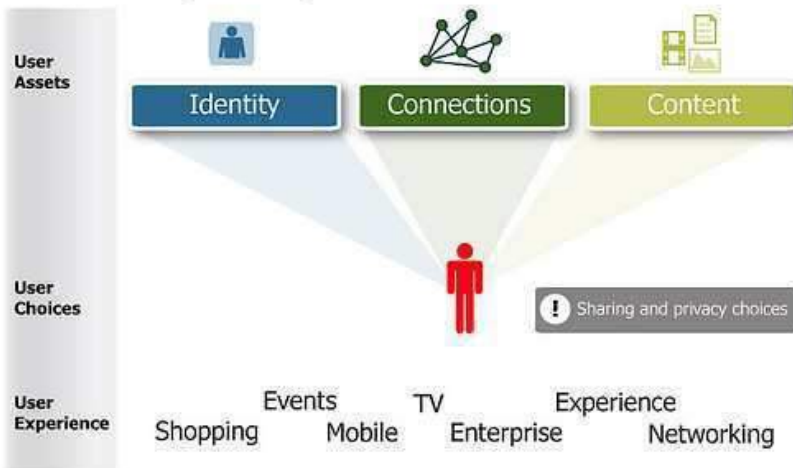 User
Assets
Identity
Connections
Content
User
Choices
! Sharing and privacy choices
User
Experience
Events
TV
Experience
Shopping
Mobile
Enterprise
Networking